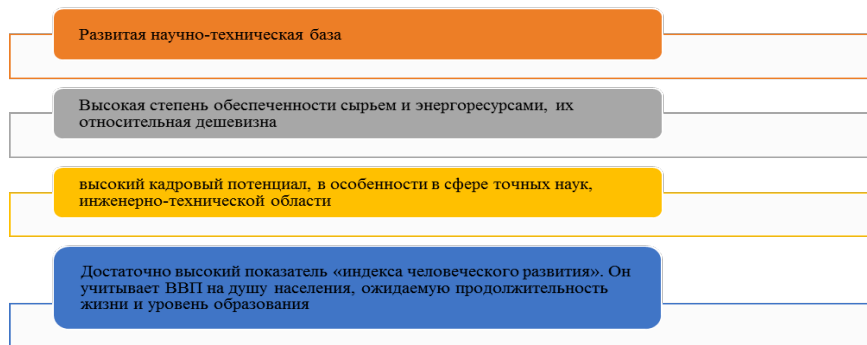 Развитая научно-техническая база
Высокая степень обеспеченности сырьем и энергоресурсами, их
относительная дешевизна
высокий кадровый потенциал, в особенности в сфере точных наук,
инженерно-технической области
Достаточно высокий показатель «индекса человеческого развития». Он
учитывает ВВП на душу населения, ожидаемую продолжительность
жизни и уровень образования